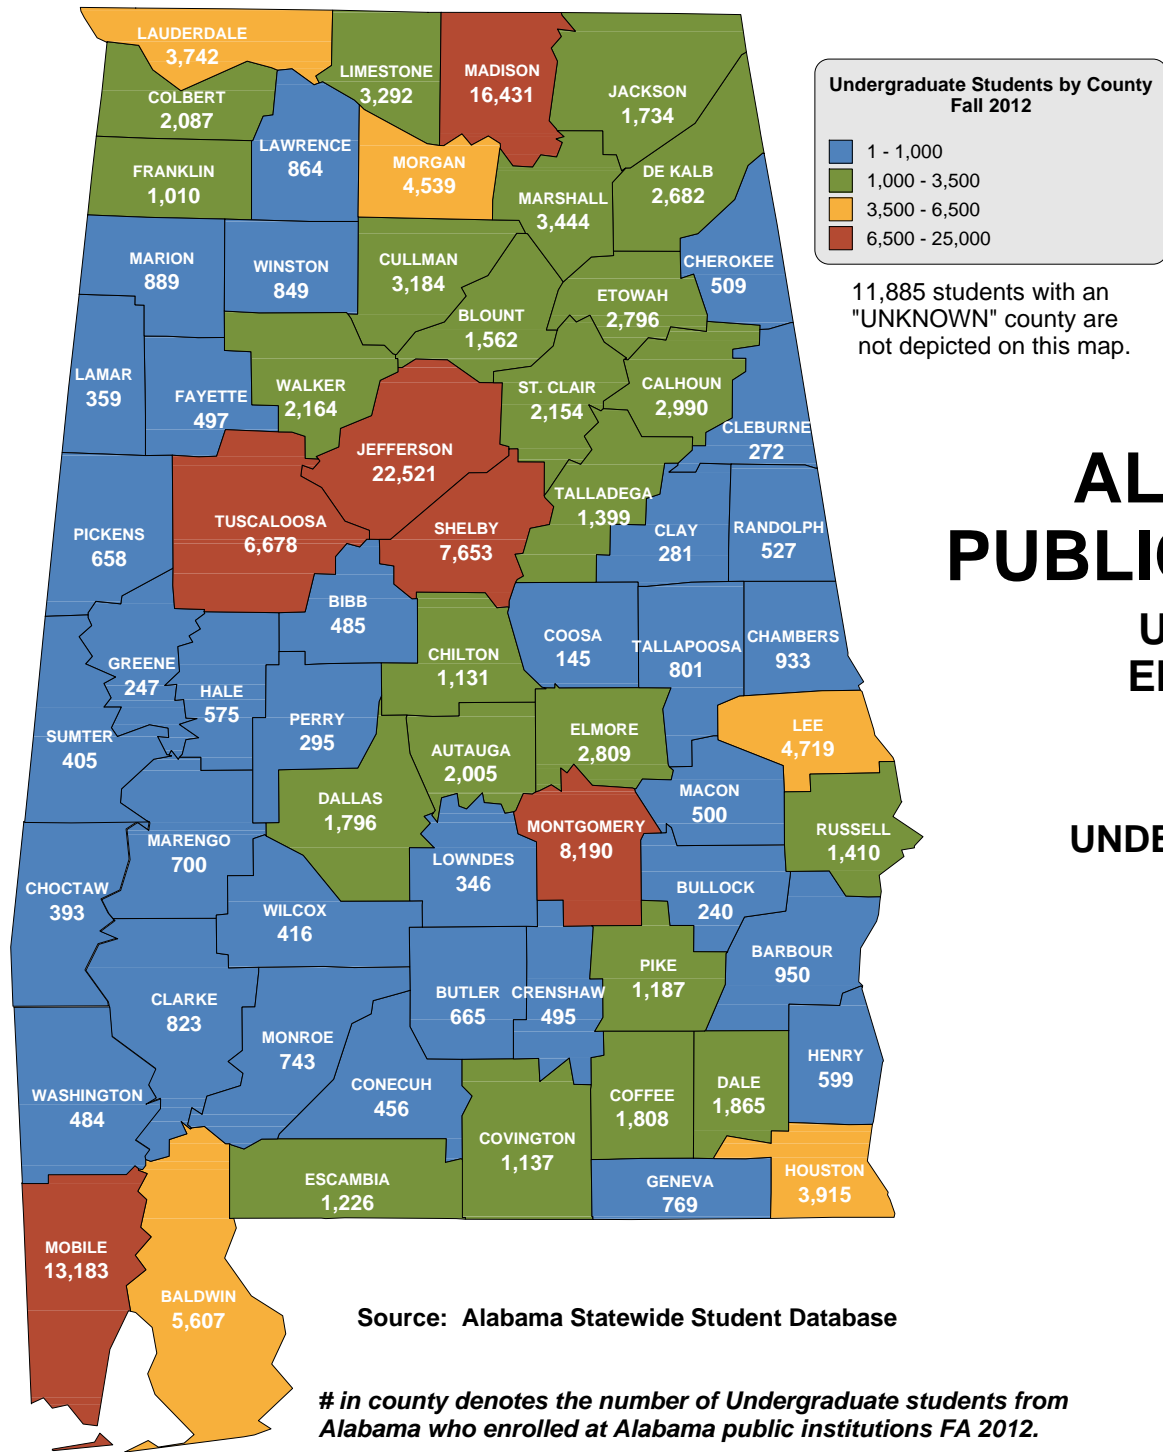 LAUDERDALE
3,742
LIMESTONE
3,292
MADISON
16,431
JACKSON
1,734
COLBERT
2,087
LAWRENCE
864
FRANKLIN
1,010
MORGAN
4,539
MARSHALL
3,444
DE KALB
2,682
MARION
889
WINSTON
849
CULLMAN
3,184
BLOUNT
1,562
ETOWAH
2,796
CHEROKEE
509
LAMAR
359
FAYETTE
497
WALKER
2,164
ST. CLAIR
2,154
CALHOUN
2,990
CLEBURNE
272
JEFFERSON
22,521
TALLADEGA
1,399
PICKENS
658
TUSCALOOSA
6,678
SHELBY
7,653
CLAY
281
RANDOLPH
527
BIBB
485
GREENE
247
HALE
575
PERRY
295
CHILTON
1,131
COOSA
145
TALLAPOOSA
801
CHAMBERS
933
SUMTER
405
AUTAUGA
2,005
ELMORE
2,809
LEE
4,719
DALLAS
1,796
MACON
500
MARENGO
700
LOWNDES
346
MONTGOMERY
8,190
RUSSELL
1,410
CHOCTAW
393
WILCOX
416
BULLOCK
240
BARBOUR
950
CLARKE
823
MONROE
743
BUTLER
665
CRENSHAW
495
PIKE
1,187
HENRY
599
WASHINGTON
484
CONECUH
456
COVINGTON
1,137
COFFEE
1,808
DALE
1,865
ESCAMBIA
1,226
GENEVA
769
HOUSTON
3,915
MOBILE
13,183
BALDWIN
5,607
Undergraduate Students by County
Fall 2012
1 - 1,000
1,000 - 3,500
3,500 - 6,500
6,500 - 25,000
11,885 students with an
"UNKNOWN" county are
not depicted on this map.
AL
PUBLIC
U
EI
UNDE
Source: Alabama Statewide Student Database
# in county denotes the number of Undergraduate students from
Alabama who enrolled at Alabama public institutions FA 2012.